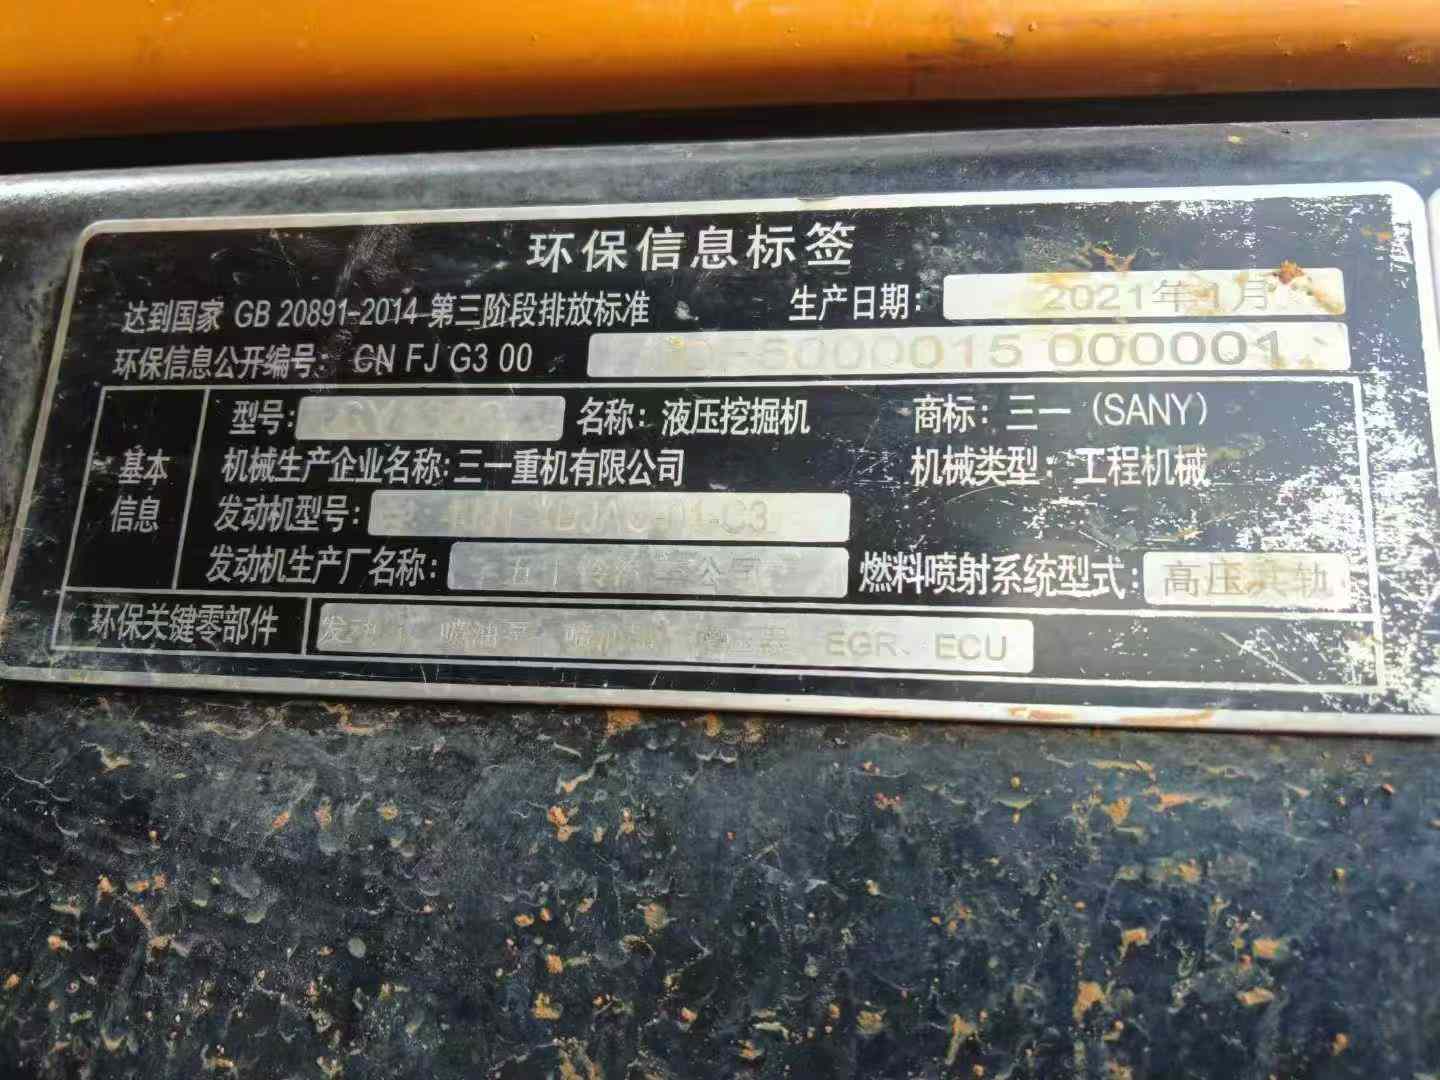 环保信息标签
达到国家 GB 20891-2014 第三阶段排放标准 生产日期: 2021年1月
环保信息公开编号: CN FJ G3 00 000015 000001
基本信息
型号: 名称: 液压挖掘机 商标: 三一 (SANY)
机械生产企业名称: 三一重机有限公司 机械类型: 工程机械
发动机型号:
发动机生产厂名称: 燃料喷射系统型式: 高压共轨
环保关键零部件 喷油泵 EGR、ECU